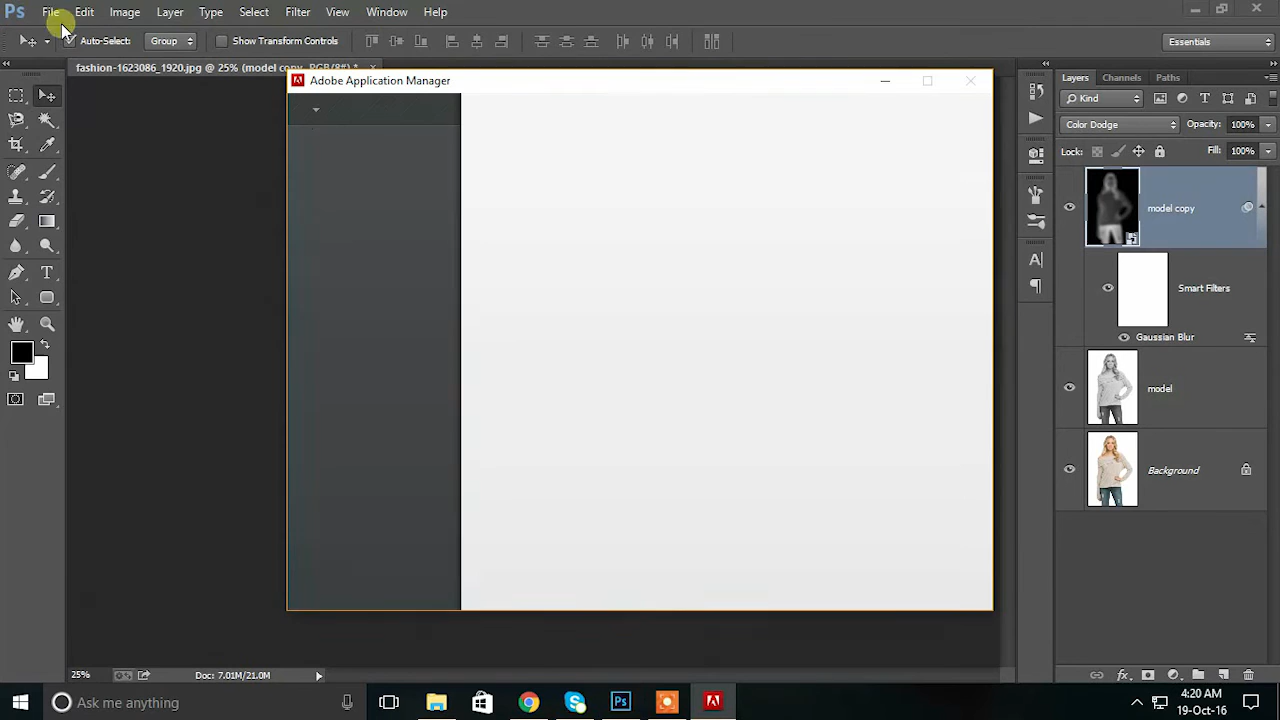 Ps File Edit Image Layer Type Select Filter View Window Help
Auto-Select: Group Show Transform Controls Essentials
fashion-1623086_1920.jpg @ 25% (model copy, RGB/8#) * ×
Adobe Application Manager
Layers Channels Paths
Kind
Color Dodge Opacity: 100%
Lock: Fill: 100%
model copy
Smart Filters
Gaussian Blur
model
Background
25% Doc: 7.01M/21.0M
Ask me anything
Ps
4:20 AM
19-Oct-16